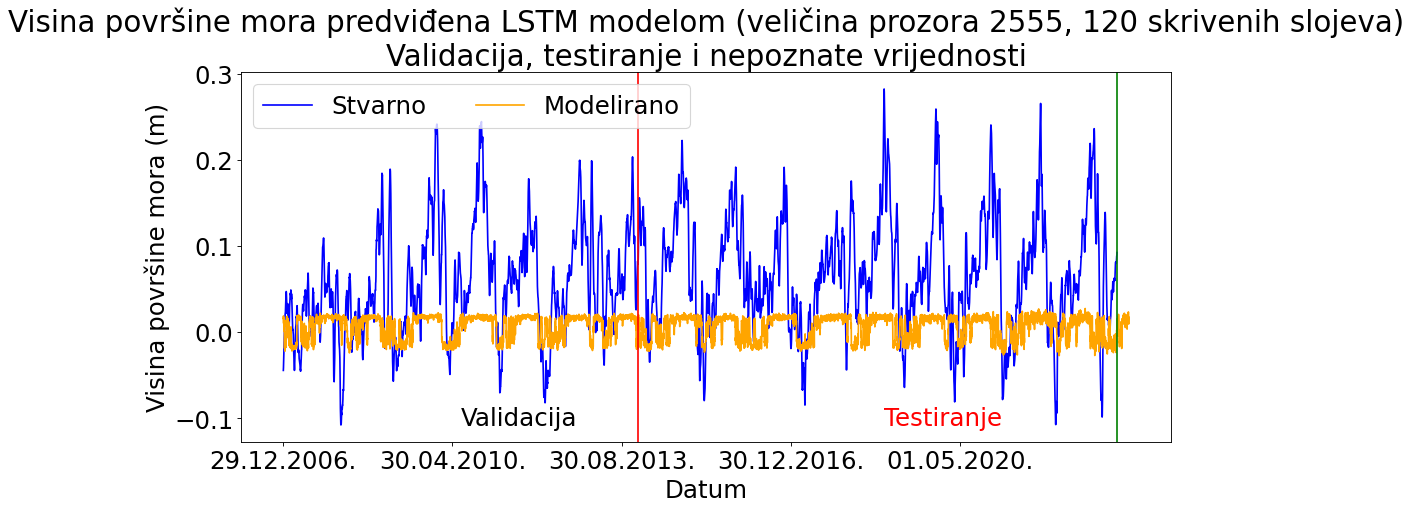 Visina površine mora predviđena LSTM modelom (veličina prozora 2555, 120 skrivenih slojeva)
Validacija, testiranje i nepoznate vrijednosti
Stvarno
Modelirano
Visina površine mora (m)
0.3
0.2
0.1
0.0
−0.1
Validacija
Testiranje
29.12.2006.
30.04.2010.
30.08.2013.
30.12.2016.
01.05.2020.
Datum